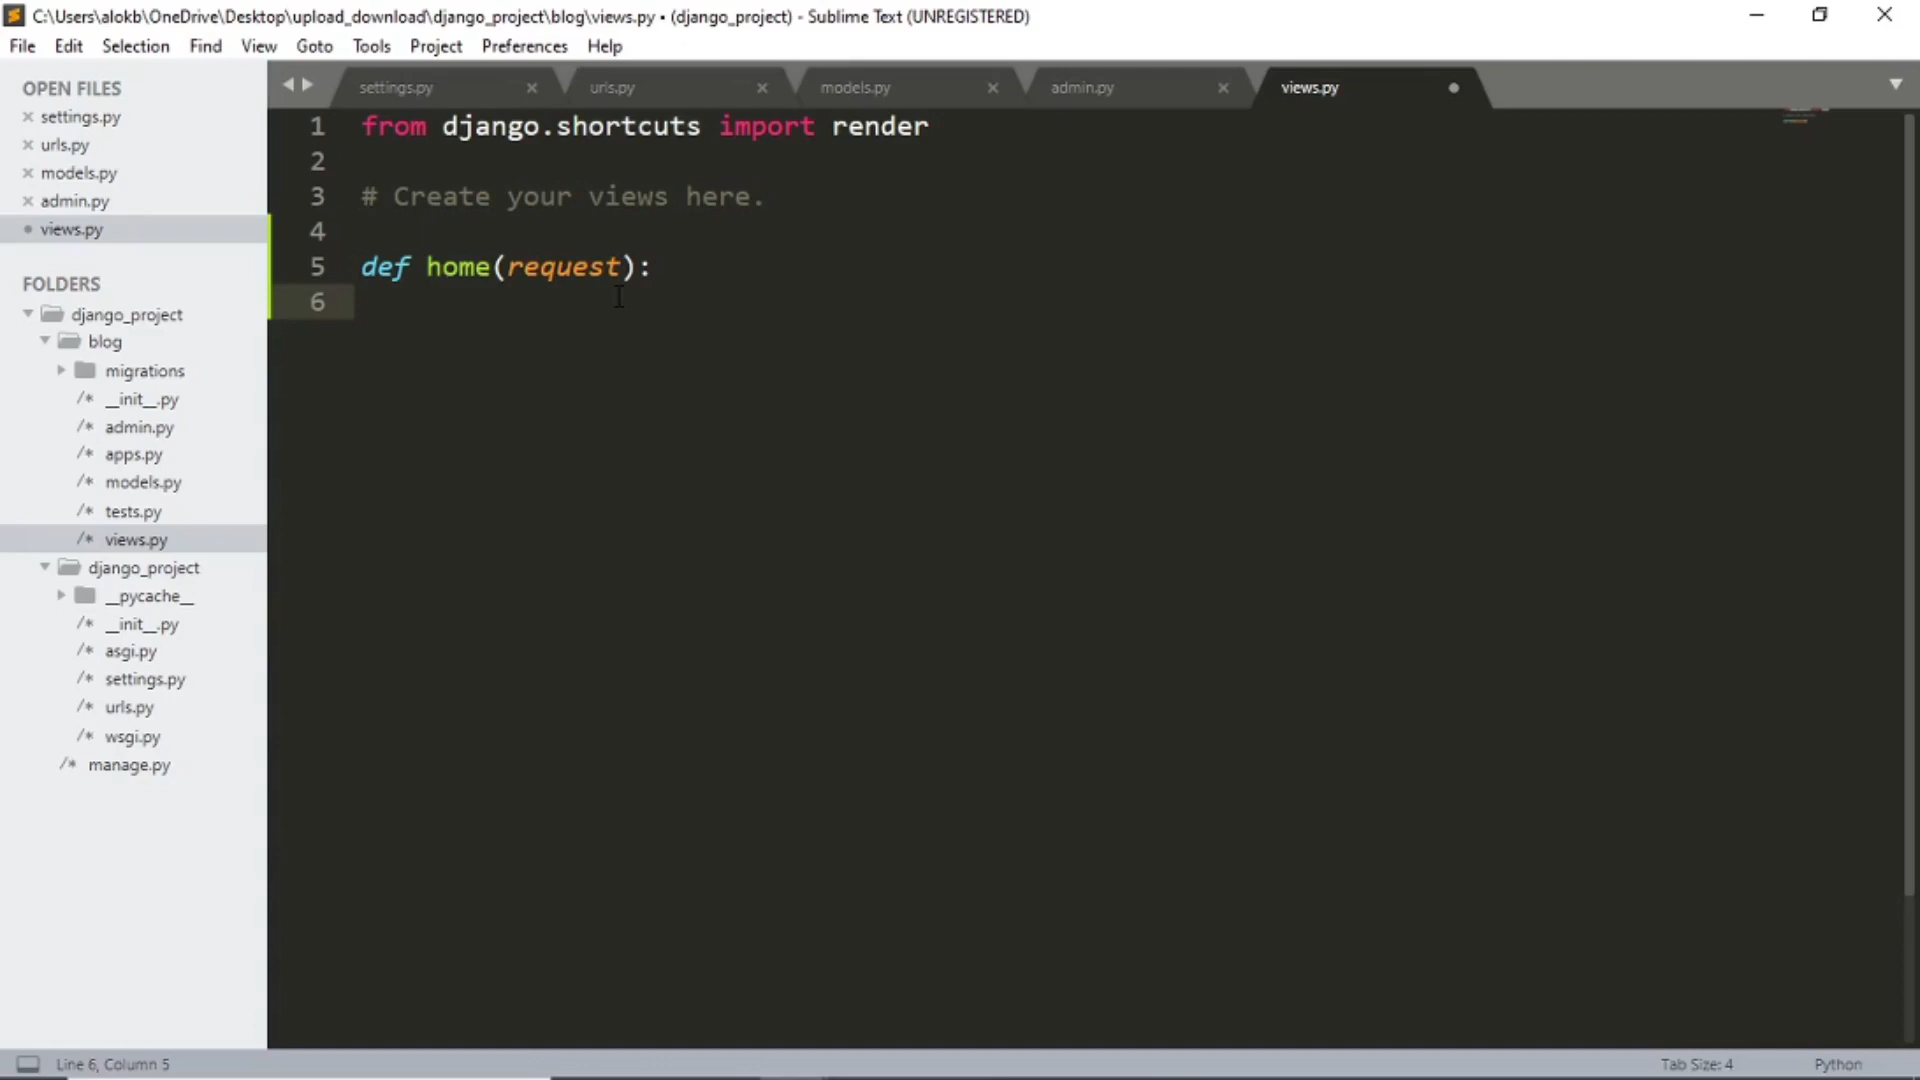 C:\Users\alokb\OneDrive\Desktop\upload_download\django_project\blog\views.py • (django_project) - Sublime Text (UNREGISTERED)
File Edit Selection Find View Goto Tools Project Preferences Help
OPEN FILES
settings.py
urls.py
models.py
admin.py
views.py
FOLDERS
django_project
blog
migrations
/* __init__.py
/* admin.py
/* apps.py
/* models.py
/* tests.py
/* views.py
django_project
__pycache__
/* __init__.py
/* asgi.py
/* settings.py
/* urls.py
/* wsgi.py
/* manage.py
settings.py urls.py models.py admin.py views.py
1 from django.shortcuts import render
2
3 # Create your views here.
4
5 def home(request):
6
Line 6, Column 5 Tab Size: 4 Python